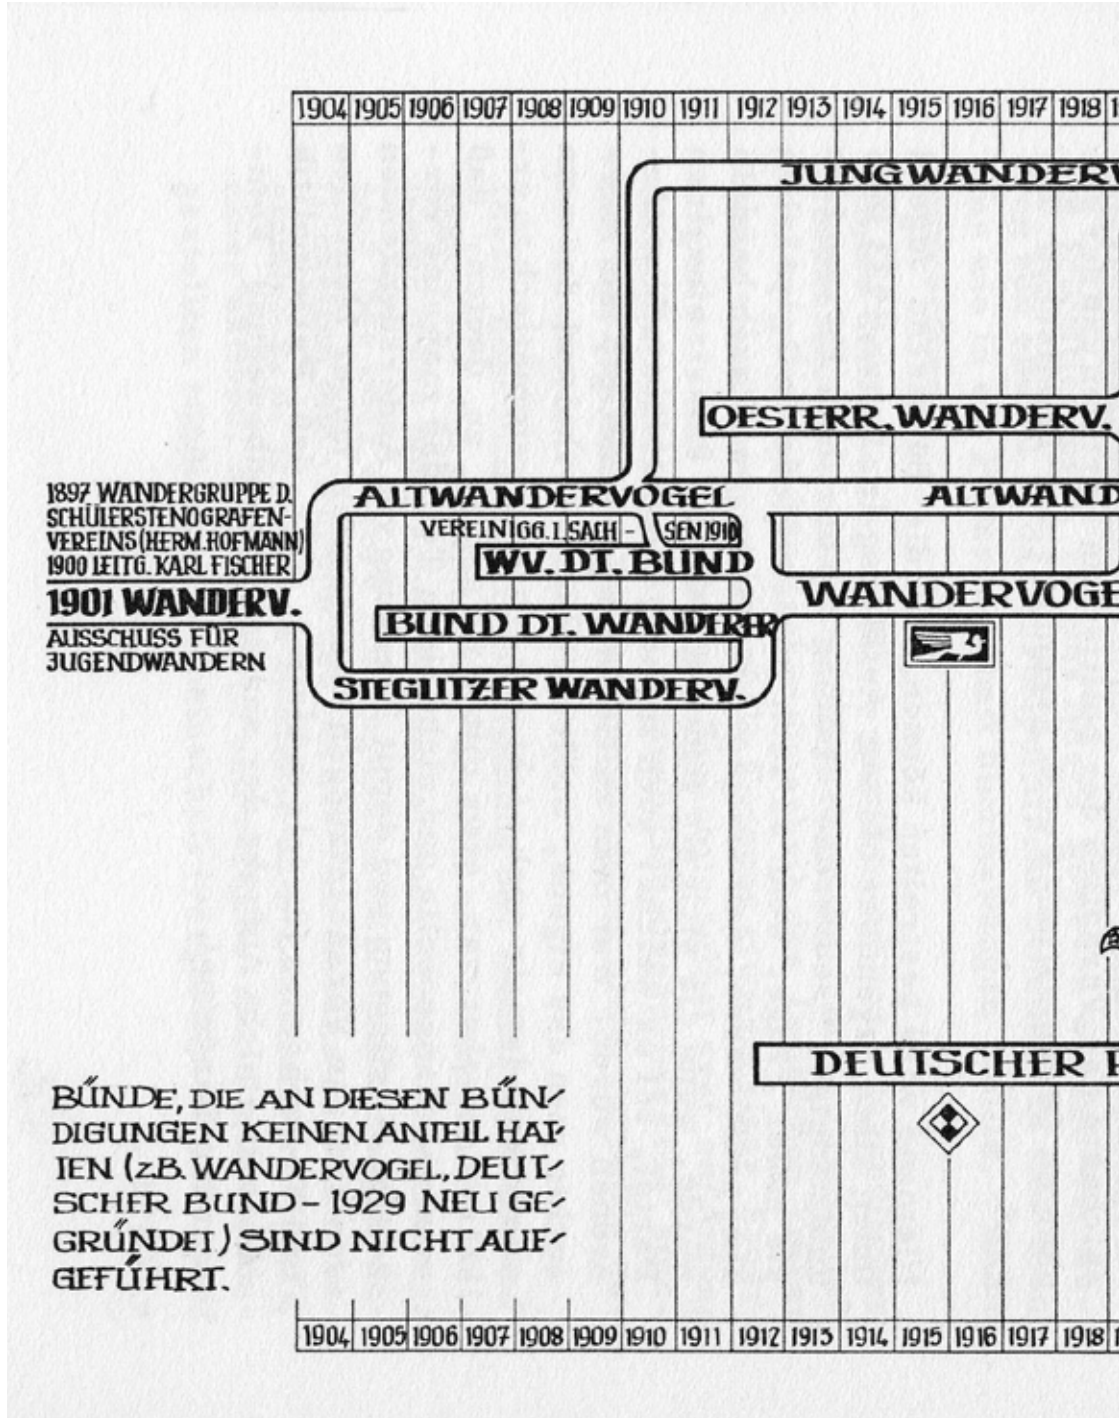 1904 1905 1906 1907 1908 1909 1910 1911 1912 1913 1914 1915 1916 1917 1918
JUNGWANDERV
OESTERR. WANDERV.
1897 WANDERGRUPPE D.
SCHÜLERSTENOGRAFEN-
VEREINS (HERM. HOFMANN)
1900 LEITG. KARL FISCHER
1901 WANDERV.
AUSSCHUSS FÜR
JUGENDWANDERN
ALTWANDERVOGEL
ALTWAND
VEREINIGG. I. SACH- SEN 1910
WV. DT. BUND
WANDERVOGE
BUND DT. WANDERER
STEGLITZER WANDERV.
DEUTSCHER
BÜNDE, DIE AN DIESEN BÜN-
DIGUNGEN KEINEN ANTEIL HAT-
TEN (z.B. WANDERVOGEL, DEUT-
SCHER BUND – 1929 NEU GE-
GRÜNDET) SIND NICHT AUF-
GEFÜHRT.
1904 1905 1906 1907 1908 1909 1910 1911 1912 1913 1914 1915 1916 1917 1918